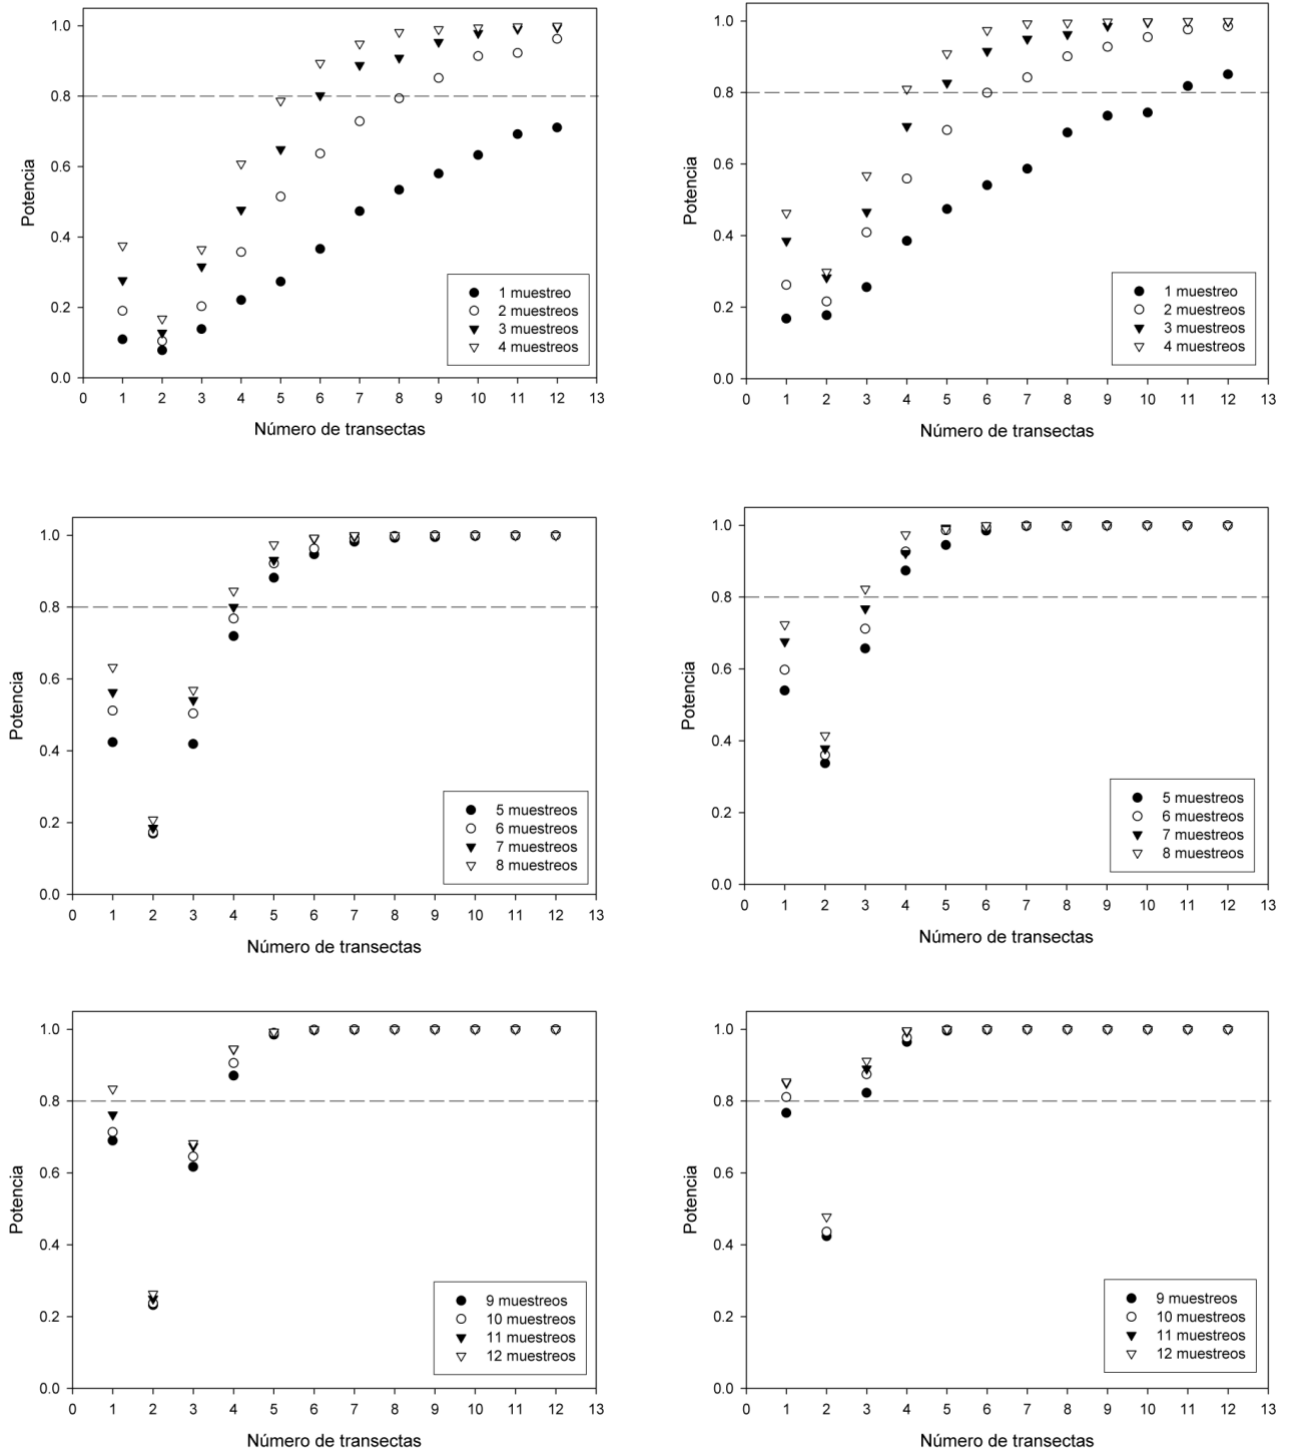 1.0
0.8
0.6
0.4
0.2
0.0
Potencia
0 1 2 3 4 5 6 7 8 9 10 11 12 13
Número de transectas
1 muestreo
2 muestreos
3 muestreos
4 muestreos
1.0
0.8
0.6
0.4
0.2
0.0
Potencia
0 1 2 3 4 5 6 7 8 9 10 11 12 13
Número de transectas
1 muestreo
2 muestreos
3 muestreos
4 muestreos
1.0
0.8
0.6
0.4
0.2
0.0
Potencia
0 1 2 3 4 5 6 7 8 9 10 11 12 13
Número de transectas
5 muestreos
6 muestreos
7 muestreos
8 muestreos
1.0
0.8
0.6
0.4
0.2
0.0
Potencia
0 1 2 3 4 5 6 7 8 9 10 11 12 13
Número de transectas
5 muestreos
6 muestreos
7 muestreos
8 muestreos
1.0
0.8
0.6
0.4
0.2
0.0
Potencia
0 1 2 3 4 5 6 7 8 9 10 11 12 13
Número de transectas
9 muestreos
10 muestreos
11 muestreos
12 muestreos
1.0
0.8
0.6
0.4
0.2
0.0
Potencia
0 1 2 3 4 5 6 7 8 9 10 11 12 13
Número de transectas
9 muestreos
10 muestreos
11 muestreos
12 muestreos